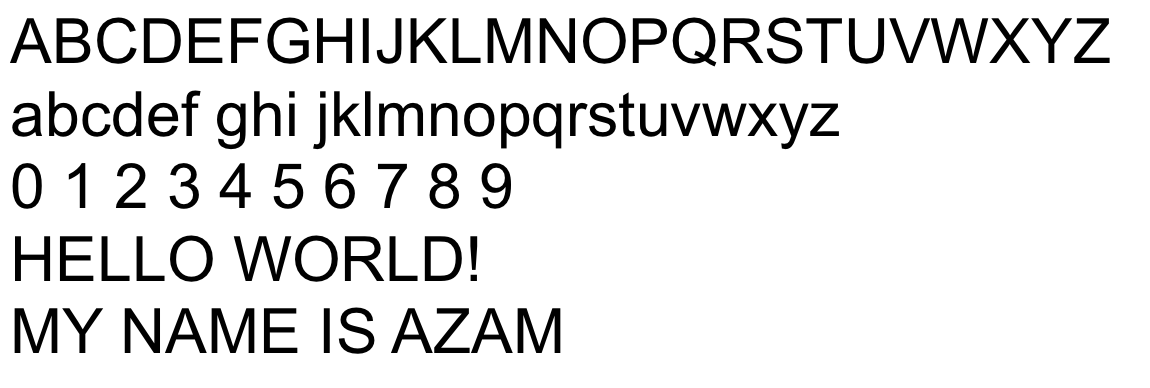 ABCDEFGHIJKLMNOPQRSTUVWXYZ
abcdef ghi jklmnopqrstuvwxyz
0 1 2 3 4 5 6 7 8 9
HELLO WORLD!
MY NAME IS AZAM